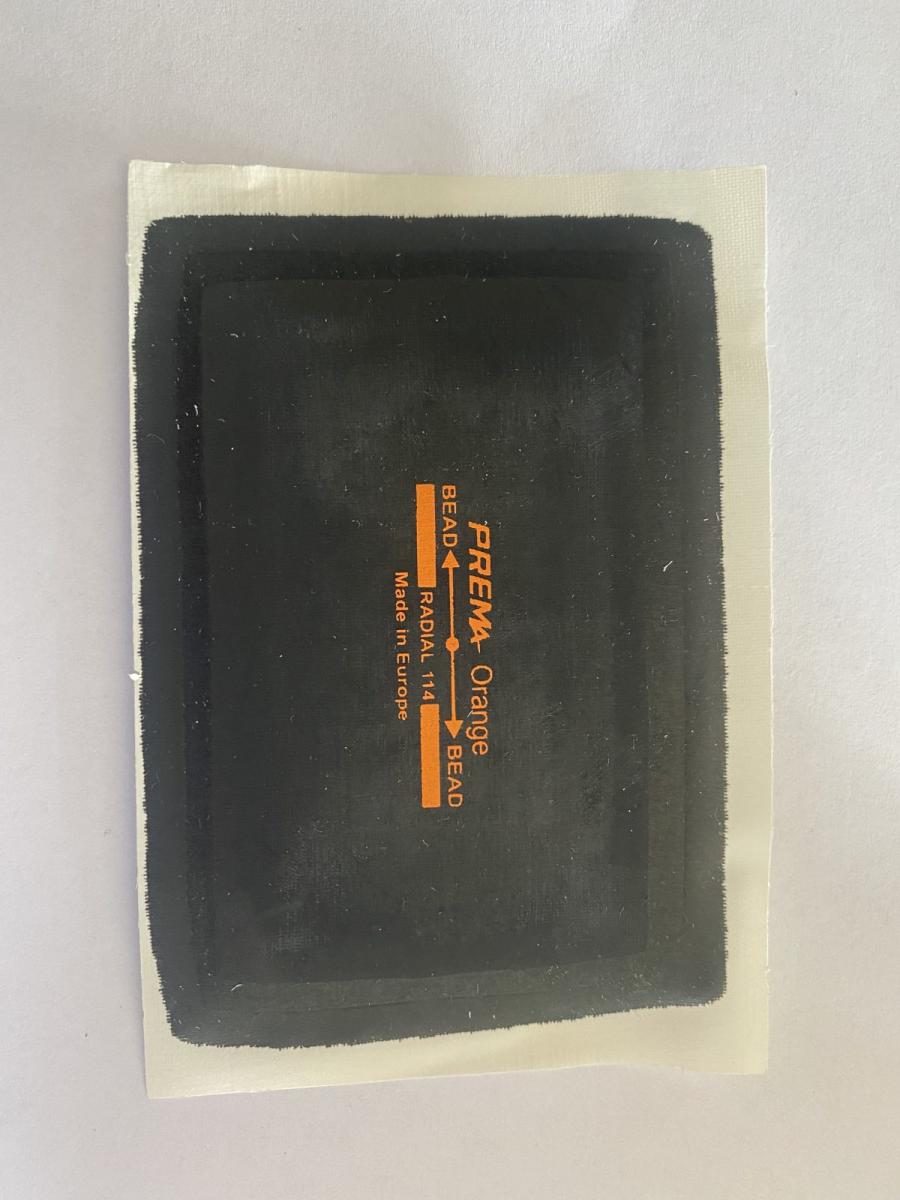 PREMA Orange
BEAD BEAD
RADIAL 114
Made in Europe